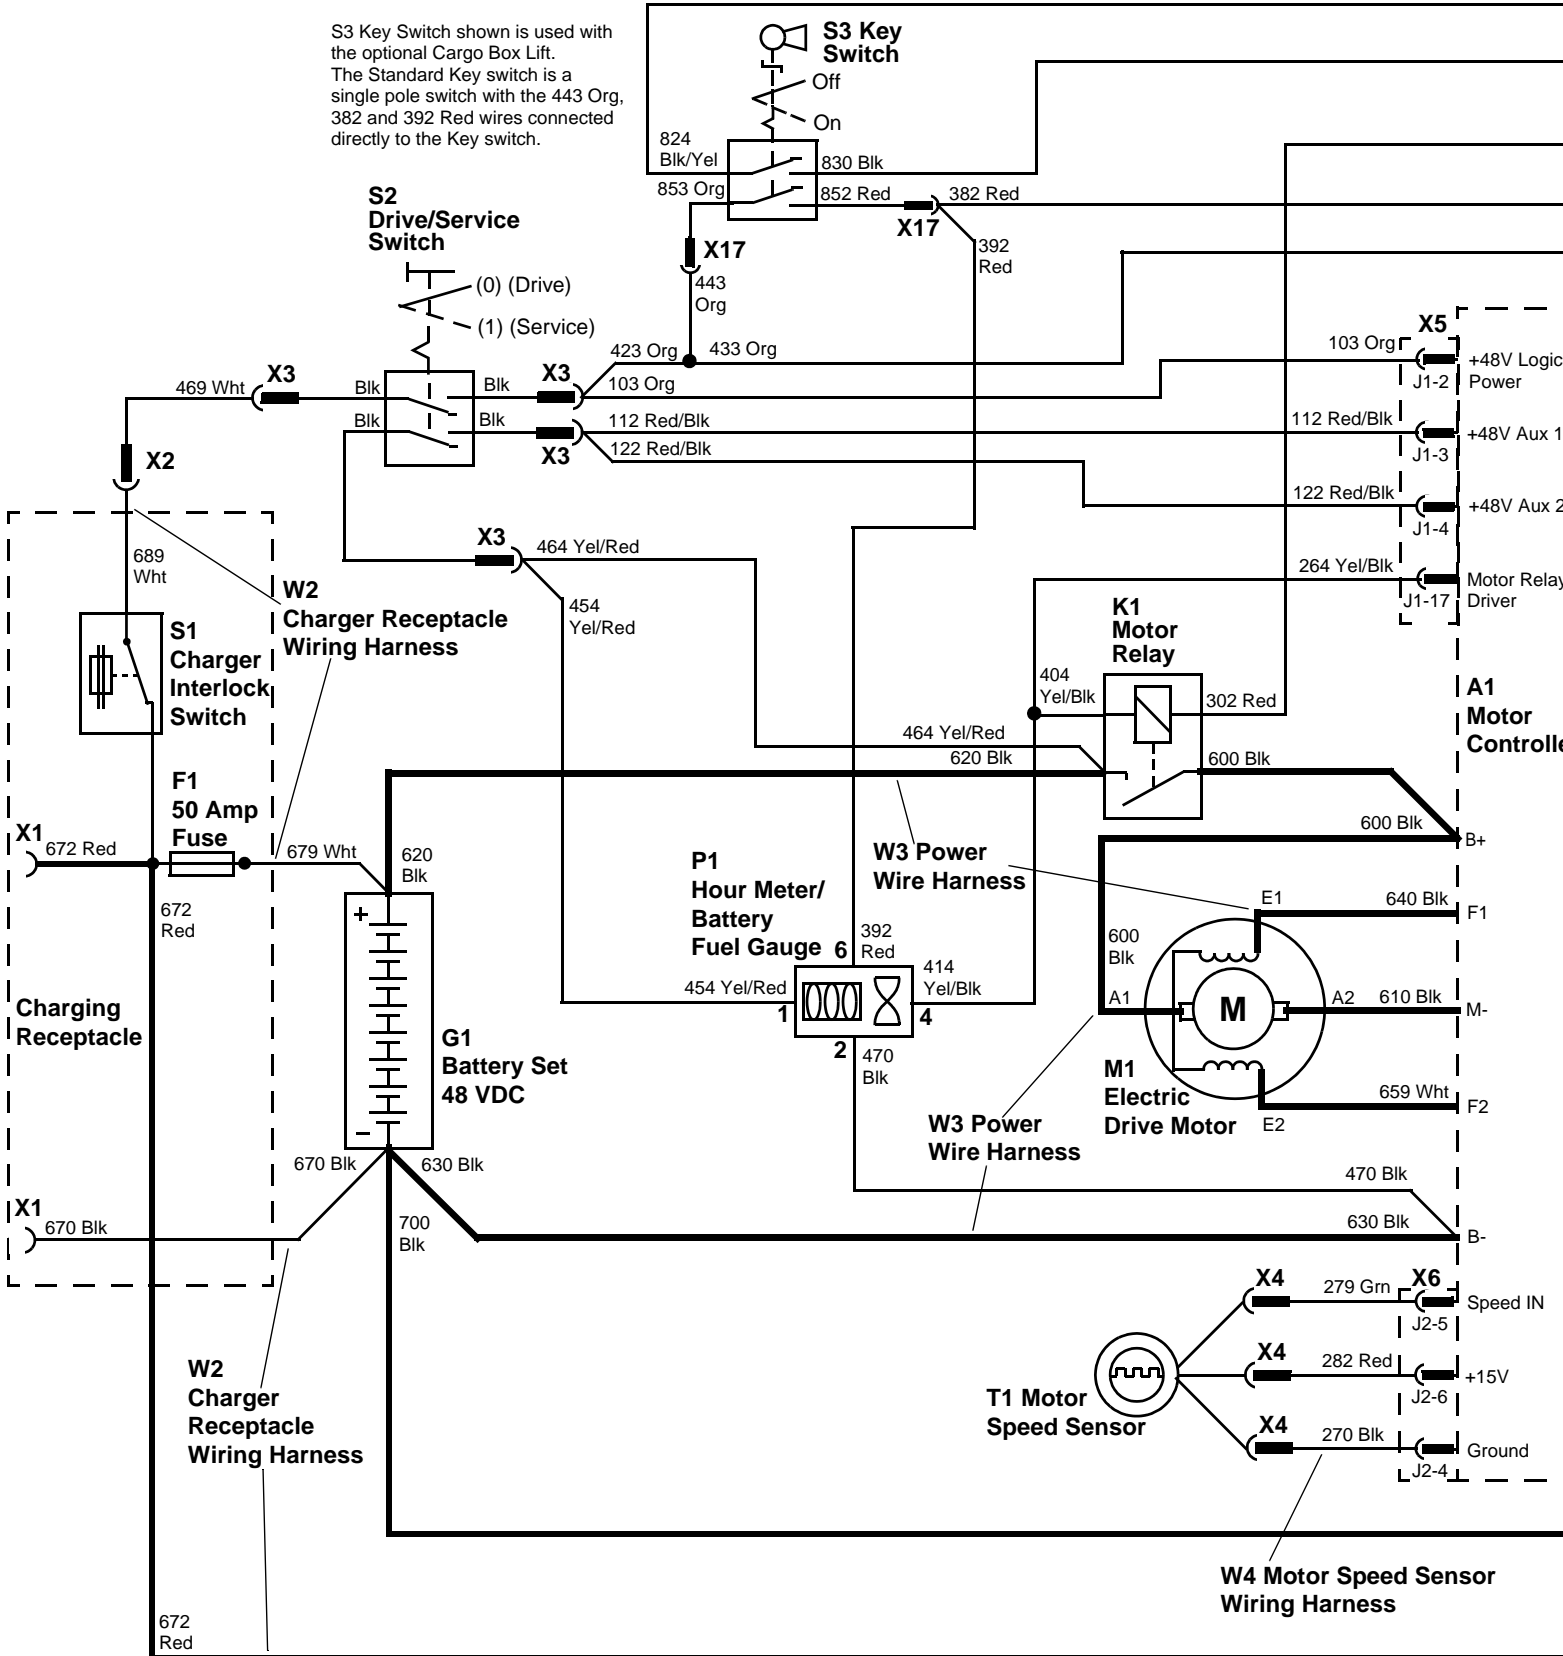 S3 Key Switch shown is used with
the optional Cargo Box Lift.
The Standard Key switch is a
single pole switch with the 443 Org,
382 and 392 Red wires connected
directly to the Key switch.
S3 Key
Switch
Off
On
824
Blk/Yel
830 Blk
853 Org
852 Red
382 Red
X17
X17
392
Red
443
Org
S2
Drive/Service
Switch
(0) (Drive)
(1) (Service)
423 Org
433 Org
X5
103 Org
+48V Logic
Power
J1-2
469 Wht
X3
Blk
Blk
X3
103 Org
Blk
Blk
X3
112 Red/Blk
122 Red/Blk
112 Red/Blk
+48V Aux 1
J1-3
122 Red/Blk
+48V Aux 2
J1-4
X2
689
Wht
X3
464 Yel/Red
454
Yel/Red
264 Yel/Blk
Motor Relay
Driver
J1-17
W2
Charger Receptacle
Wiring Harness
S1
Charger
Interlock
Switch
K1
Motor
Relay
404
Yel/Blk
302 Red
A1
Motor
Controlle
464 Yel/Red
620 Blk
600 Blk
F1
50 Amp
Fuse
X1
672 Red
679 Wht
620
Blk
600 Blk
B+
P1
Hour Meter/
Battery
Fuel Gauge
6
392
Red
W3 Power
Wire Harness
672
Red
+
E1
640 Blk
F1
600
Blk
454 Yel/Red
1
414
Yel/Blk
4
A1
M
A2
610 Blk
M-
Charging
Receptacle
G1
Battery Set
48 VDC
2
470
Blk
M1
Electric
Drive Motor
659 Wht
F2
E2
W3 Power
Wire Harness
–
670 Blk
630 Blk
470 Blk
X1
670 Blk
700
Blk
630 Blk
B-
X4
279 Grn
X6
Speed IN
J2-5
X4
282 Red
+15V
J2-6
T1 Motor
Speed Sensor
X4
270 Blk
Ground
J2-4
W2
Charger
Receptacle
Wiring Harness
W4 Motor Speed Sensor
Wiring Harness
672
Red